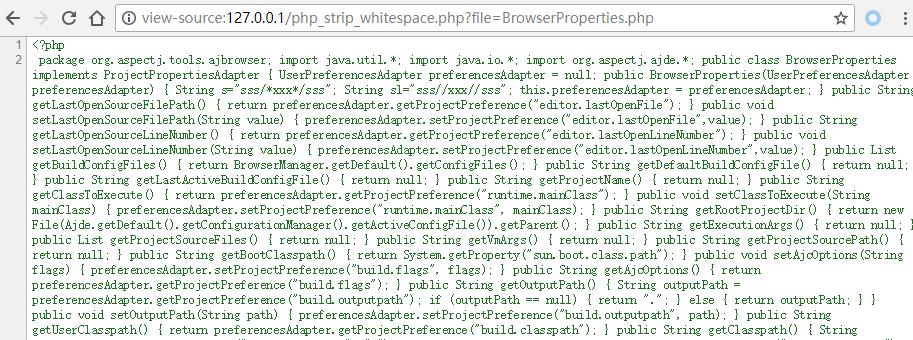 view-source:127.0.0.1/php_strip_whitespace.php?file=BrowserProperties.php
1 <?php
2 package org.aspectj.tools.ajbrowser; import java.util.*; import java.io.*; import org.aspectj.ajde.*; public class BrowserProperties
implements ProjectPropertiesAdapter { UserPreferencesAdapter preferencesAdapter = null; public BrowserProperties(UserPreferencesAdapter
preferencesAdapter) { String s="sss/*xxx*/sss"; String sl="sss//xxx//sss"; this.preferencesAdapter = preferencesAdapter; } public String
getLastOpenSourceFilePath() { return preferencesAdapter.getProjectPreference("editor.lastOpenFile"); } public void
setLastOpenSourceFilePath(String value) { preferencesAdapter.setProjectPreference("editor.lastOpenFile",value); } public String
getLastOpenSourceLineNumber() { return preferencesAdapter.getProjectPreference("editor.lastOpenLineNumber"); } public void
setLastOpenSourceLineNumber(String value) { preferencesAdapter.setProjectPreference("editor.lastOpenLineNumber",value); } public List
getBuildConfigFiles() { return BrowserManager.getDefault().getConfigFiles(); } public String getDefaultBuildConfigFile() { return null;
} public String getLastActiveBuildConfigFile() { return null; } public String getProjectName() { return null; } public String
getClassToExecute() { return preferencesAdapter.getProjectPreference("runtime.mainClass"); } public void setClassToExecute(String
mainClass) { preferencesAdapter.setProjectPreference("runtime.mainClass", mainClass); } public String getRootProjectDir() { return new
File(Ajde.getDefault().getConfigurationManager().getActiveConfigFile()).getParent(); } public String getExecutionArgs() { return null; }
public List getProjectSourceFiles() { return null; } public String getVmArgs() { return null; } public String getProjectSourcePath() {
return null; } public String getBootClasspath() { return System.getProperty("sun.boot.class.path"); } public void setAjcOptions(String
flags) { preferencesAdapter.setProjectPreference("build.flags", flags); } public String getAjcOptions() { return
preferencesAdapter.getProjectPreference("build.flags"); } public String getOutputPath() { String outputPath =
preferencesAdapter.getProjectPreference("build.outputpath"); if (outputPath == null) { return "."; } else { return outputPath; } }
public void setOutputPath(String path) { preferencesAdapter.setProjectPreference("build.outputpath", path); } public String
getUserClasspath() { return preferencesAdapter.getProjectPreference("build.classpath"); } public String getClasspath() { String